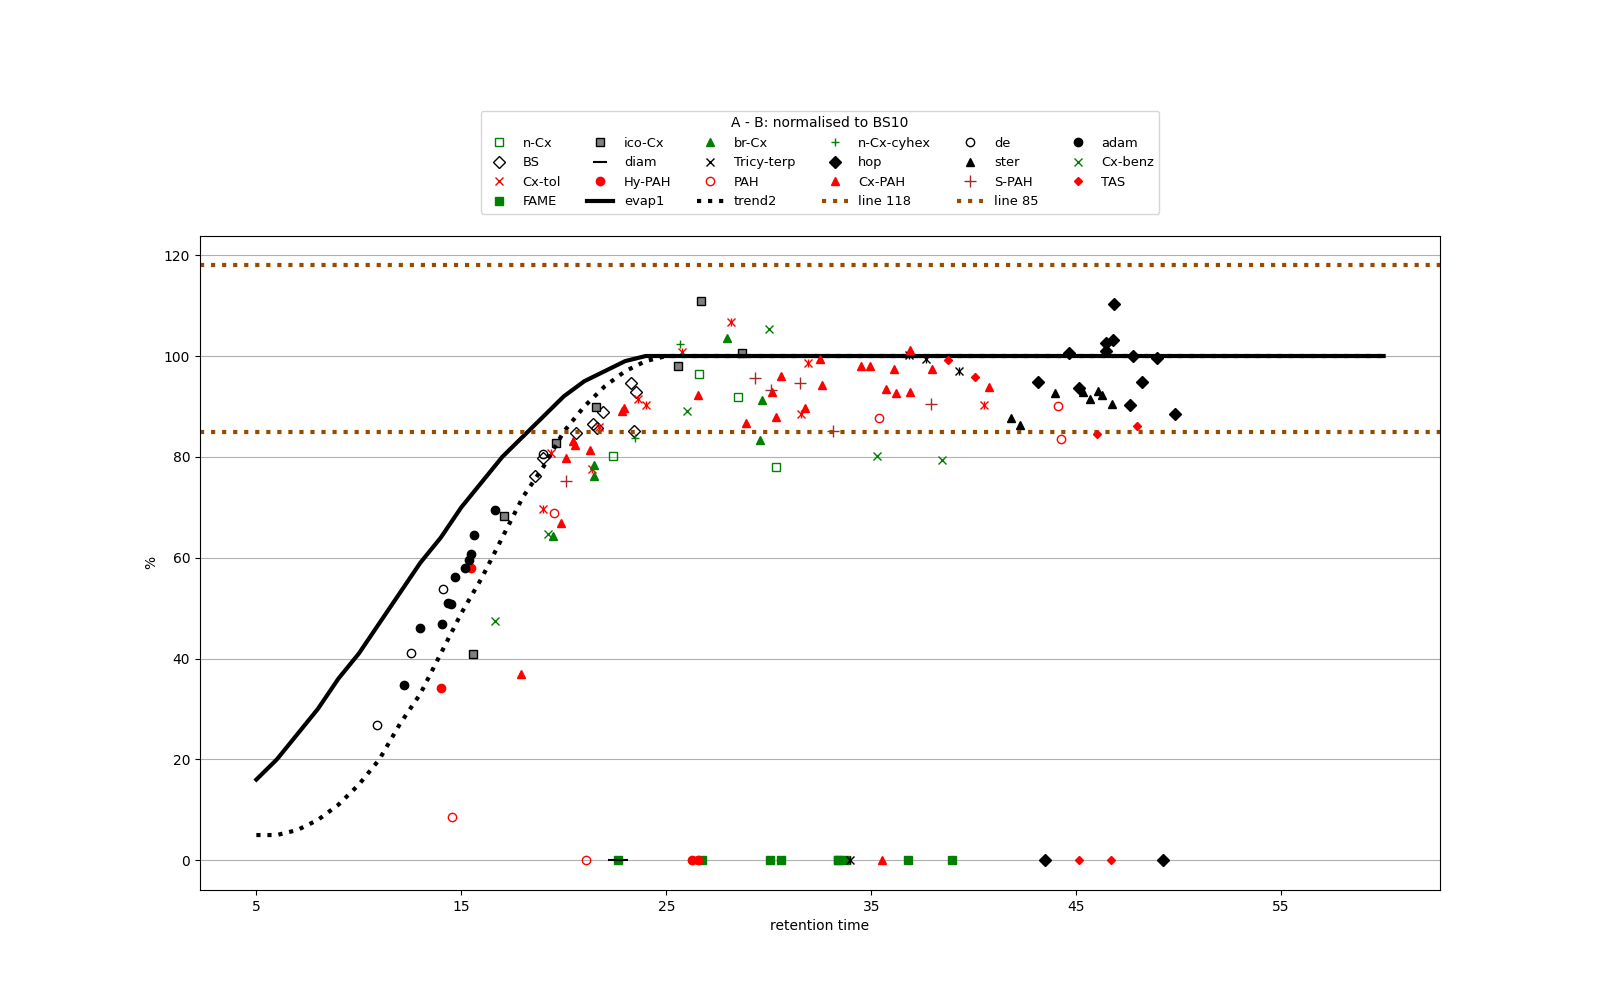 A - B: normalised to BS10
n-Cx ico-Cx br-Cx n-Cx-cyhex de adam
BS diam Tricy-terp hop ster Cx-benz
Cx-tol Hy-PAH PAH Cx-PAH S-PAH TAS
FAME evap1 trend2 line 118 line 85
120
100
80
60
40
20
0
%
5 15 25 35 45 55
retention time